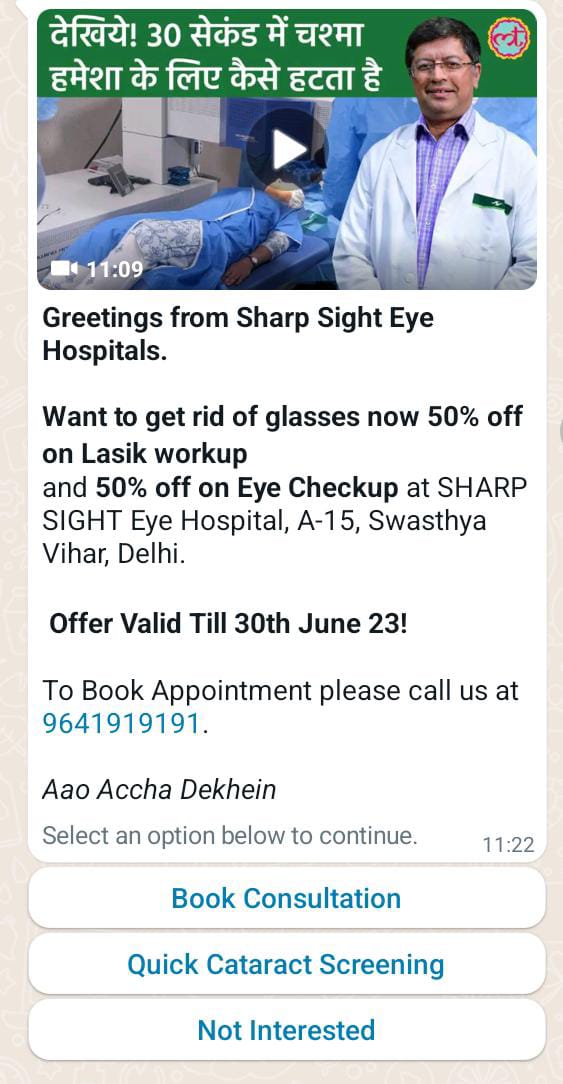 देखिये! 30 सेकंड में चश्मा
हमेशा के लिए कैसे हटता है
mt
11:09
Greetings from Sharp Sight Eye
Hospitals.
Want to get rid of glasses now 50% off
on Lasik workup
and 50% off on Eye Checkup at SHARP
SIGHT Eye Hospital, A-15, Swasthya
Vihar, Delhi.
Offer Valid Till 30th June 23!
To Book Appointment please call us at
9641919191.
Aao Accha Dekhein
Select an option below to continue.
11:22
Book Consultation
Quick Cataract Screening
Not Interested